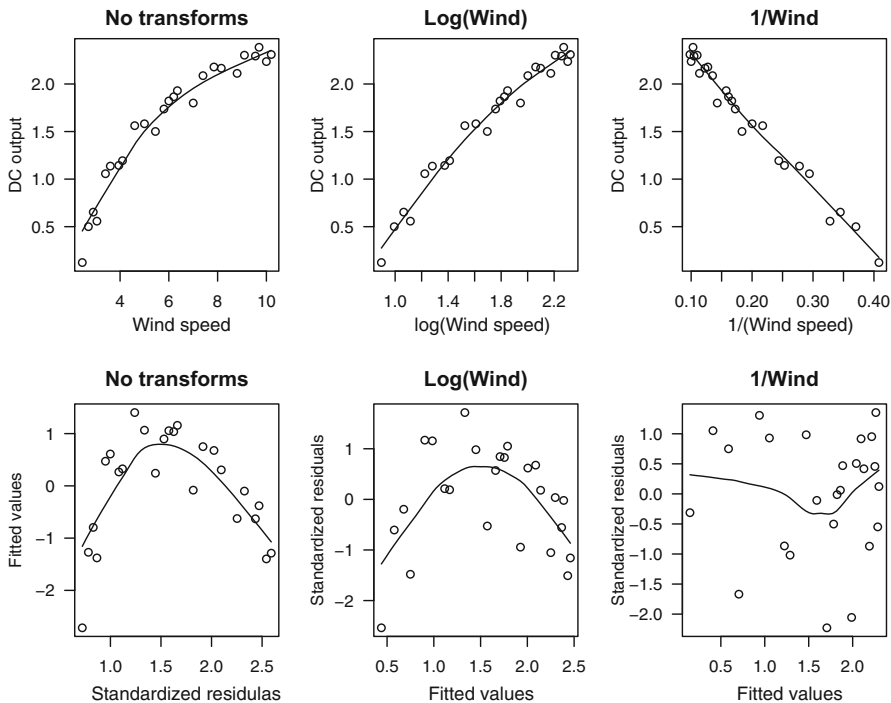 No transforms
Log(Wind)
1/Wind
DC output
2.0
1.5
1.0
0.5
4 6 8 10
Wind speed
DC output
2.0
1.5
1.0
0.5
1.0 1.4 1.8 2.2
log(Wind speed)
DC output
2.0
1.5
1.0
0.5
0.10 0.20 0.30 0.40
1/(Wind speed)
No transforms
Log(Wind)
1/Wind
Fitted values
1
0
−1
−2
1.0 1.5 2.0 2.5
Standardized residulas
Standardized residuals
1
0
−1
−2
0.5 1.0 1.5 2.0 2.5
Fitted values
Standardized residuals
1.0
0.5
0.0
−0.5
−1.0
−1.5
−2.0
0.5 1.0 1.5 2.0
Fitted values